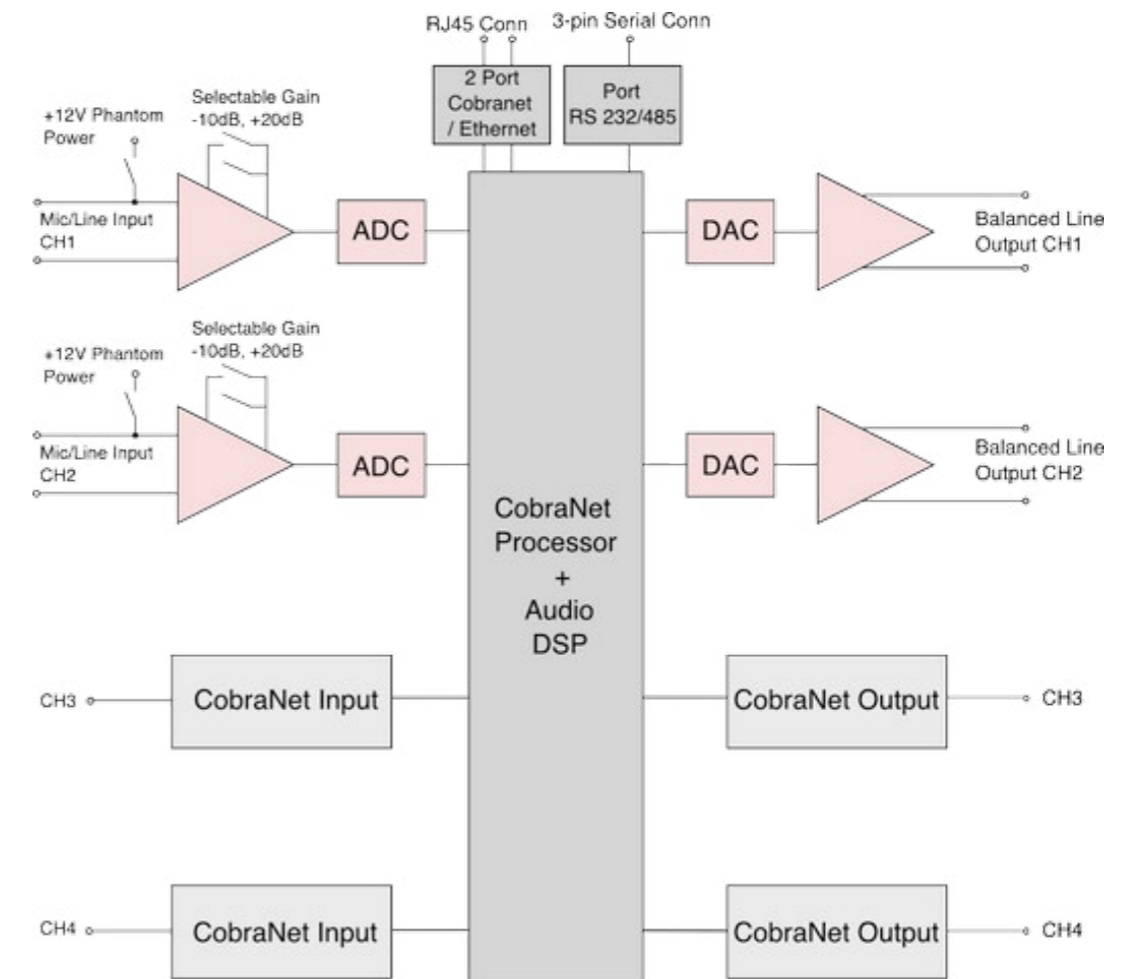 RJ45 Conn
3-pin Serial Conn
2 Port
Cobranet
/ Ethernet
Port
RS 232/485
Selectable Gain
-10dB, +20dB
+12V Phantom
Power
Mic/Line Input
CH1
ADC
DAC
Balanced Line
Output CH1
Selectable Gain
-10dB, +20dB
+12V Phantom
Power
Mic/Line Input
CH2
ADC
DAC
Balanced Line
Output CH2
CobraNet
Processor
+
Audio
DSP
CH3
CobraNet Input
CobraNet Output
CH3
CH4
CobraNet Input
CobraNet Output
CH4